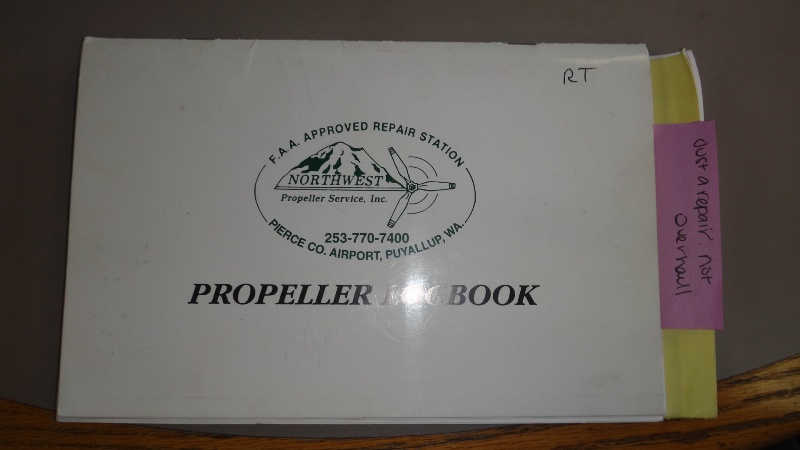 RT
F.A.A. APPROVED REPAIR STATION
NORTHWEST
Propeller Service, Inc.
253-770-7400
PIERCE CO. AIRPORT, PUYALLUP, WA.
PROPELLER LOGBOOK
Just a repair. not
overhaul